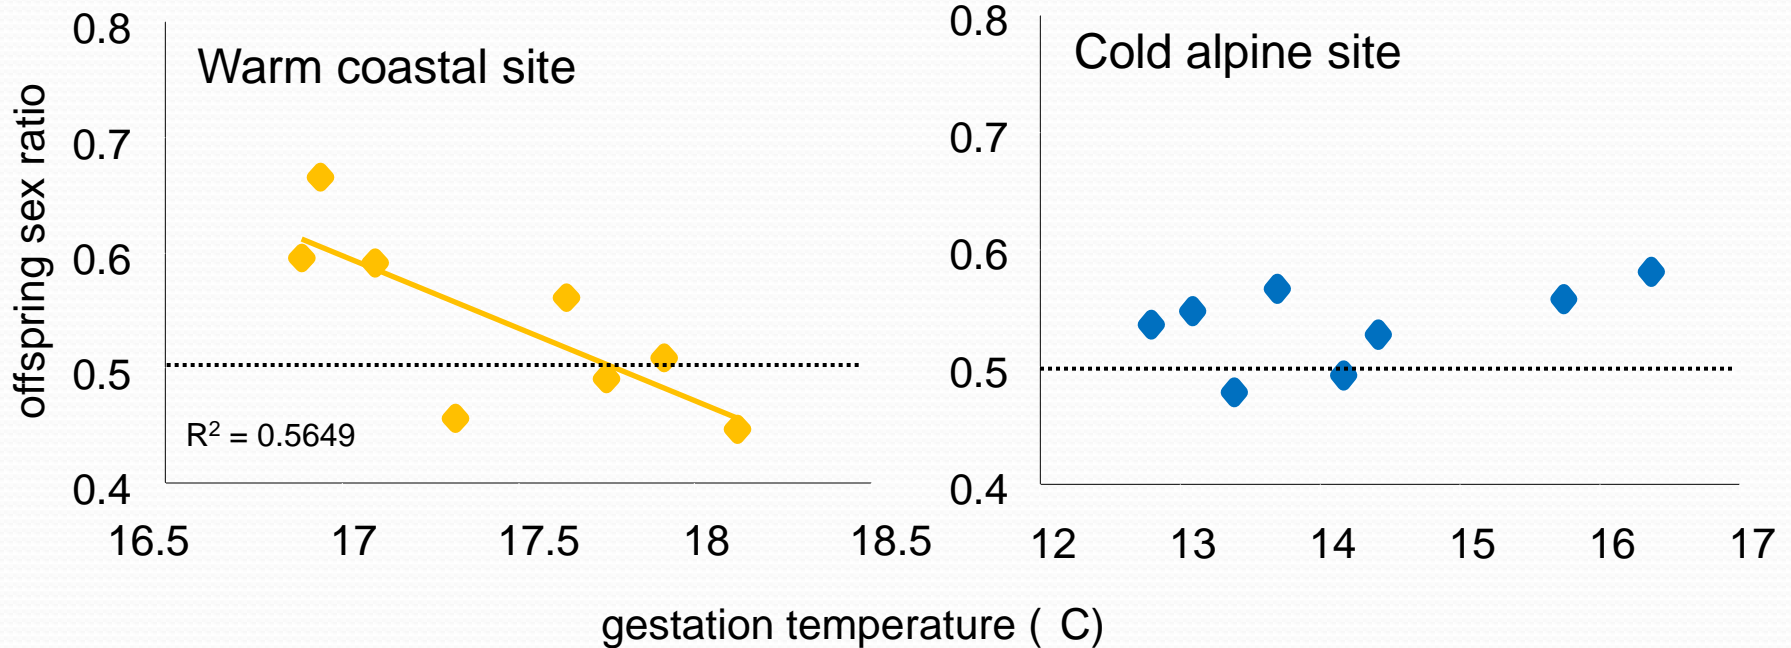 Warm coastal site
offspring sex ratio
0.8
0.7
0.6
0.5
0.4
R² = 0.5649
16.5 17 17.5 18 18.5
Cold alpine site
0.8
0.7
0.6
0.5
0.4
12 13 14 15 16 17
gestation temperature ( C)